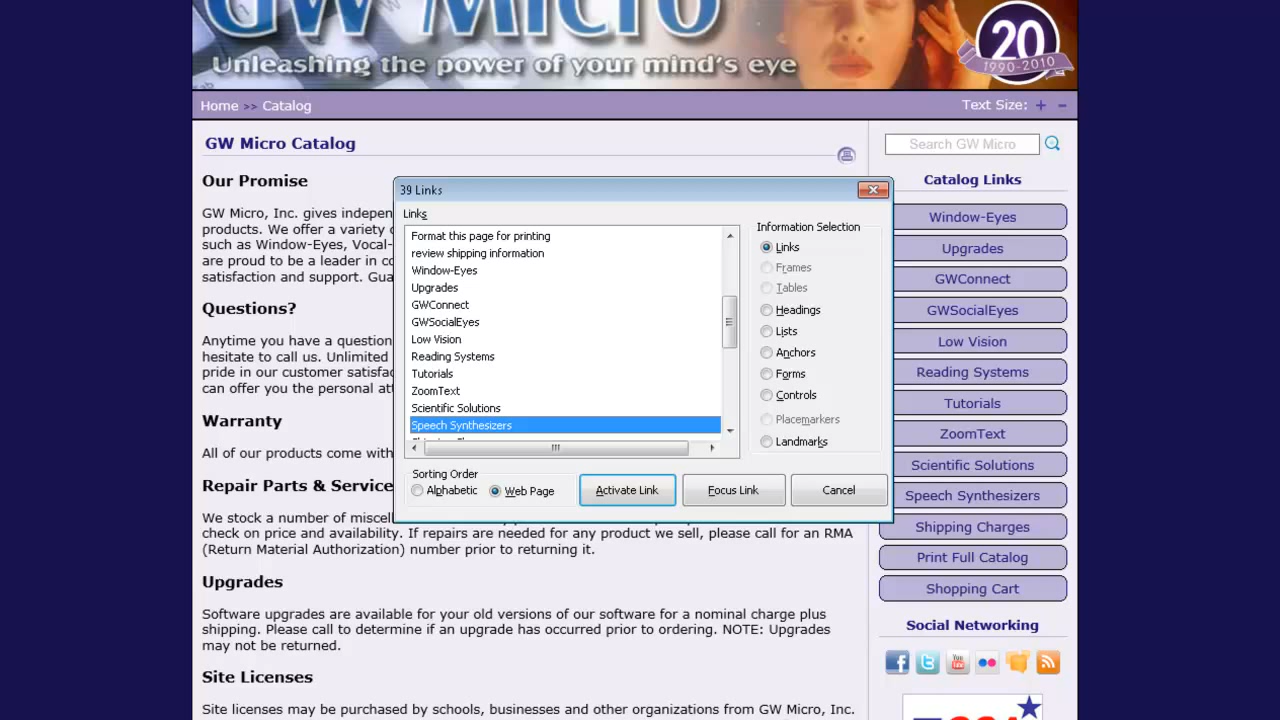 GW Micro
Unleashing the power of your mind's eye
20
1990-2010
Home >> Catalog
Text Size: + -
GW Micro Catalog
Search GW Micro
Our Promise
GW Micro, Inc. gives indepen
products. We offer a variety
such as Window-Eyes, Vocal-
are proud to be a leader in co
satisfaction and support. Gua
Questions?
Anytime you have a question
hesitate to call us. Unlimited
pride in our customer satisfac
can offer you the personal at
Warranty
All of our products come with
Repair Parts & Service
We stock a number of
check on price and availability. If repairs are needed for any product we sell, please call for an RMA
(Return Material Authorization) number prior to returning it.
Upgrades
Software upgrades are available for your old versions of our software for a nominal charge plus
shipping. Please call to determine if an upgrade has occurred prior to ordering. NOTE: Upgrades
may not be returned.
Site Licenses
Site licenses may be purchased by schools, businesses and other organizations from GW Micro, Inc.
39 Links
Links
Format this page for printing
review shipping information
Window-Eyes
Upgrades
GWConnect
GWSocialEyes
Low Vision
Reading Systems
Tutorials
ZoomText
Scientific Solutions
Speech Synthesizers
Information Selection
Links
Frames
Tables
Headings
Lists
Anchors
Forms
Controls
Placemarkers
Landmarks
Sorting Order
Alphabetic
Web Page
Activate Link
Focus Link
Cancel
Catalog Links
Window-Eyes
Upgrades
GWConnect
GWSocialEyes
Low Vision
Reading Systems
Tutorials
ZoomText
Scientific Solutions
Speech Synthesizers
Shipping Charges
Print Full Catalog
Shopping Cart
Social Networking
You